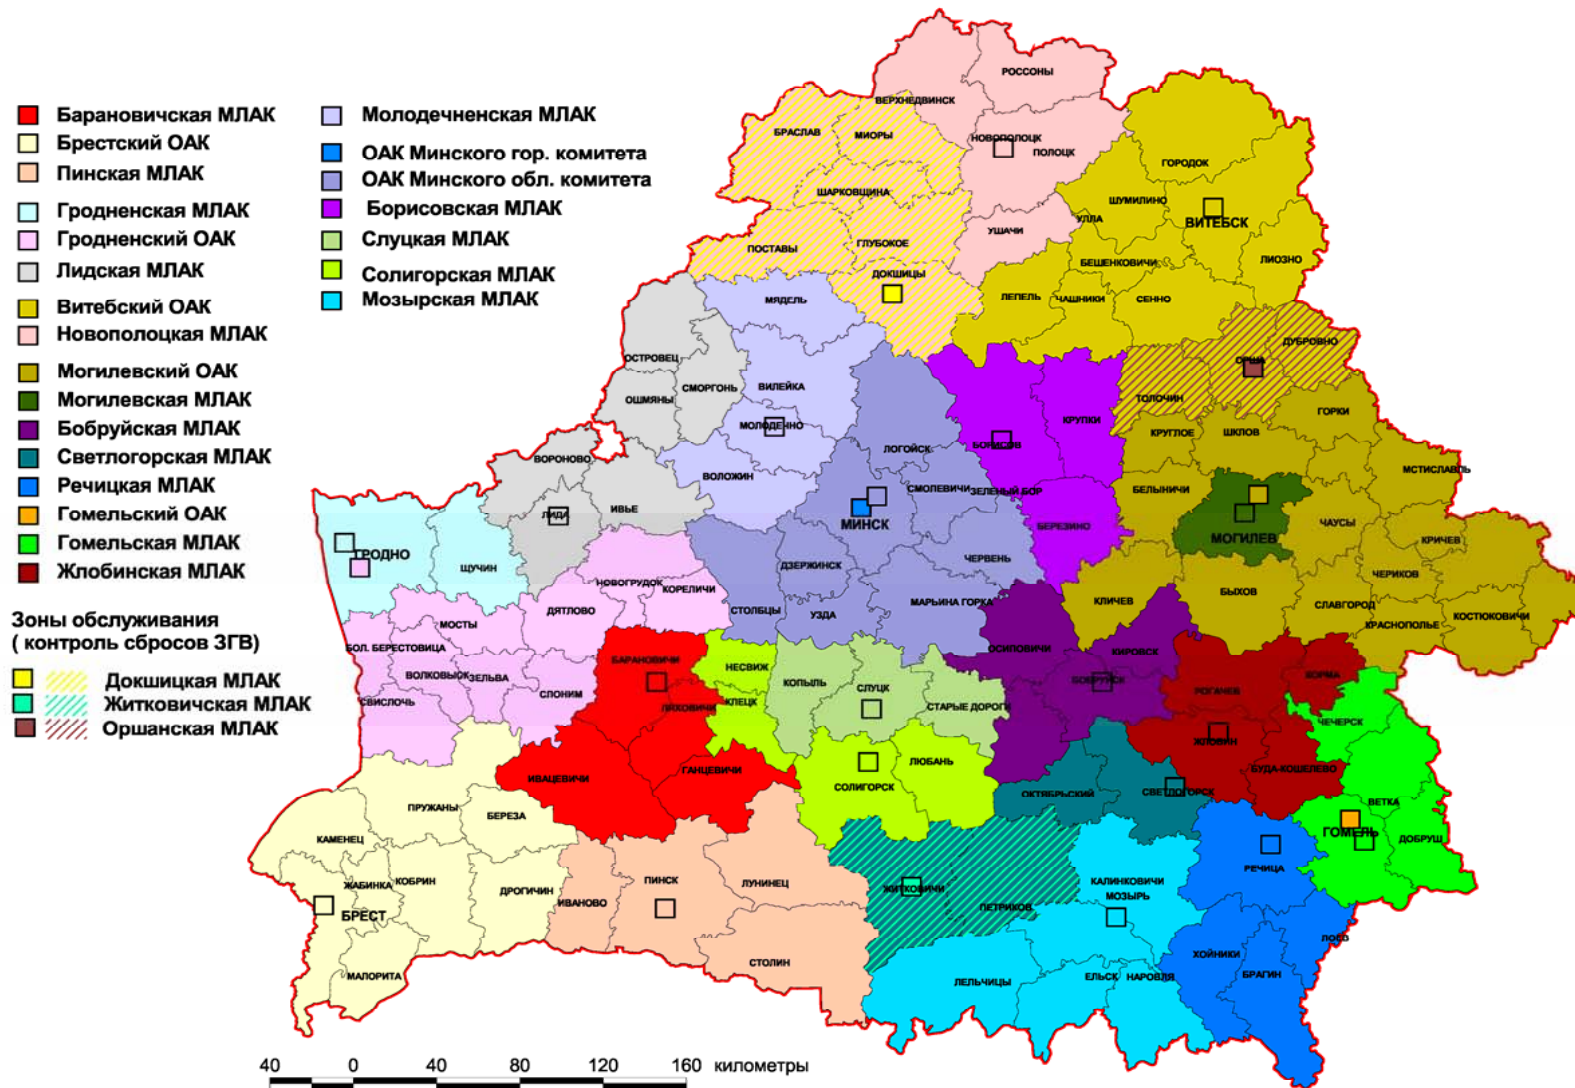 Барановичская МЛАК
Брестский ОАК
Пинская МЛАК
Гродненская МЛАК
Гродненский ОАК
Лидская МЛАК
Витебский ОАК
Новополоцкая МЛАК
Могилевский ОАК
Могилевская МЛАК
Бобруйская МЛАК
Светлогорская МЛАК
Речицкая МЛАК
Гомельский ОАК
Гомельская МЛАК
Жлобинская МЛАК
Молодечненская МЛАК
ОАК Минского гор. комитета
ОАК Минского обл. комитета
Борисовская МЛАК
Слуцкая МЛАК
Солигорская МЛАК
Мозырская МЛАК
Зоны обслуживания
( контроль сбросов ЗГВ)
Докшицкая МЛАК
Житковичская МЛАК
Оршанская МЛАК
РОССОНЫ
ВЕРХНЕДВИНСК
БРАСЛАВ
МИОРЫ
НОВОПОЛОЦК
ПОЛОЦК
ГОРОДОК
ШАРКОВЩИНА
ШУМИЛИНО
УЛЛА
ВИТЕБСК
УШАЧИ
ПОСТАВЫ
ГЛУБОКОЕ
ДОКШИЦЫ
БЕШЕНКОВИЧИ
ЛИОЗНО
ЛЕПЕЛЬ
ЧАШНИКИ
СЕННО
МЯДЕЛЬ
ДУБРОВНО
ОРША
ОСТРОВЕЦ
СМОРГОНЬ
ВИЛЕЙКА
ОШМЯНЫ
ТОЛОЧИН
ГОРКИ
КРУПКИ
МОЛОДЕЧНО
БОРИСОВ
КРУГЛОЕ
ШКЛОВ
ЛОГОЙСК
ВОРОНОВО
ВОЛОЖИН
МСТИСЛАВЛЬ
СМОЛЕВИЧИ
ЗЕЛЕНЫЙ БОР
БЕЛЫНИЧИ
ИВЬЕ
ЛИДА
МИНСК
БЕРЕЗИНО
ЧАУСЫ
МОГИЛЕВ
КРИЧЕВ
ГРОДНО
ЩУЧИН
ЧЕРВЕНЬ
ДЗЕРЖИНСК
ЧЕРИКОВ
НОВОГРУДОК
КОРЕЛИЧИ
БЫХОВ
МАРЬИНА ГОРКА
КЛИЧЕВ
СЛАВГОРОД
ДЯТЛОВО
СТОЛБЦЫ
УЗДА
КОСТЮКОВИЧИ
КРАСНОПОЛЬЕ
МОСТЫ
БОЛ. БЕРЕСТОВИЦА
ОСИПОВИЧИ
КИРОВСК
БАРАНОВИЧИ
НЕСВИЖ
ВОЛКОВЫСК
ЗЕЛЬВА
КОПЫЛЬ
СЛУЦК
БОБРУЙСК
КОРМА
СЛОНИМ
РОГАЧЕВ
СВИСЛОЧЬ
ЛЯХОВИЧИ
КЛЕЦК
СТАРЫЕ ДОРОГИ
ЧЕЧЕРСК
ЖЛОБИН
ЛЮБАНЬ
БУДА-КОШЕЛЕВО
ГАНЦЕВИЧИ
ИВАЦЕВИЧИ
СОЛИГОРСК
ОКТЯБРЬСКИЙ
СВЕТЛОГОРСК
ПРУЖАНЫ
БЕРЕЗА
ВЕТКА
ГОМЕЛЬ
КАМЕНЕЦ
ДОБРУШ
РЕЧИЦА
ЖАБИНКА
КОБРИН
ПИНСК
ЛУНИНЕЦ
КАЛИНКОВИЧИ
ДРОГИЧИН
ЖИТКОВИЧИ
МОЗЫРЬ
ИВАНОВО
ПЕТРИКОВ
БРЕСТ
ЛОЕВ
ХОЙНИКИ
СТОЛИН
МАЛОРИТА
БРАГИН
ЕЛЬСК
НАРОВЛЯ
ЛЕЛЬЧИЦЫ
40 0 40 80 120 160 километры